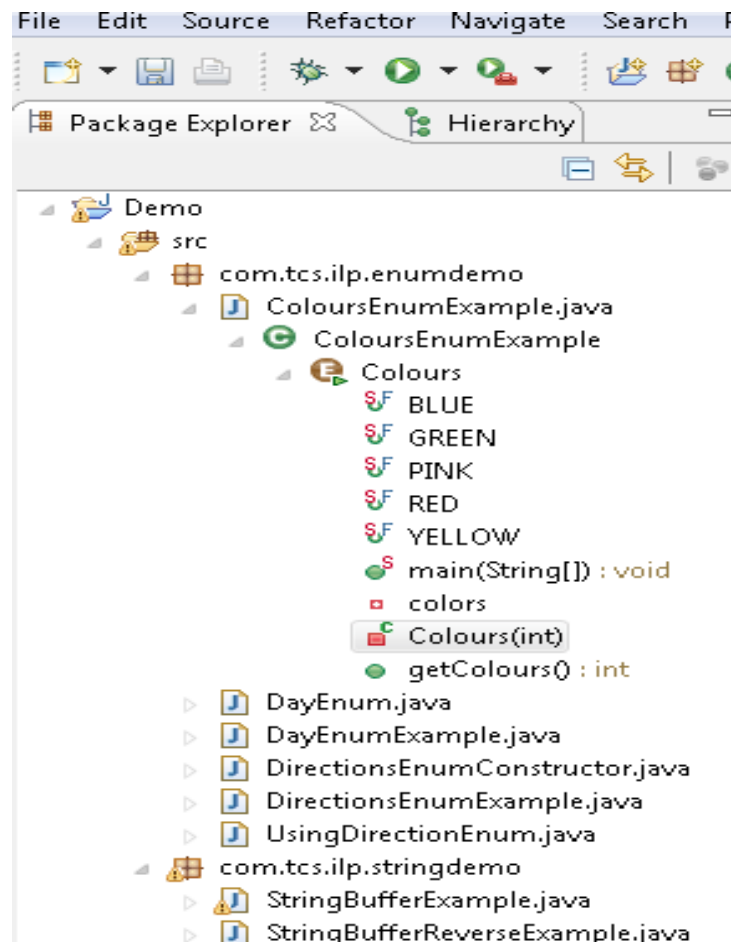 File Edit Source Refactor Navigate Search
Package Explorer Hierarchy
Demo
src
com.tcs.ilp.enumdemo
ColoursEnumExample.java
ColoursEnumExample
Colours
BLUE
GREEN
PINK
RED
YELLOW
main(String[]) : void
colors
Colours(int)
getColours() : int
DayEnum.java
DayEnumExample.java
DirectionsEnumConstructor.java
DirectionsEnumExample.java
UsingDirectionEnum.java
com.tcs.ilp.stringdemo
StringBufferExample.java
StringBufferReverseExample.java